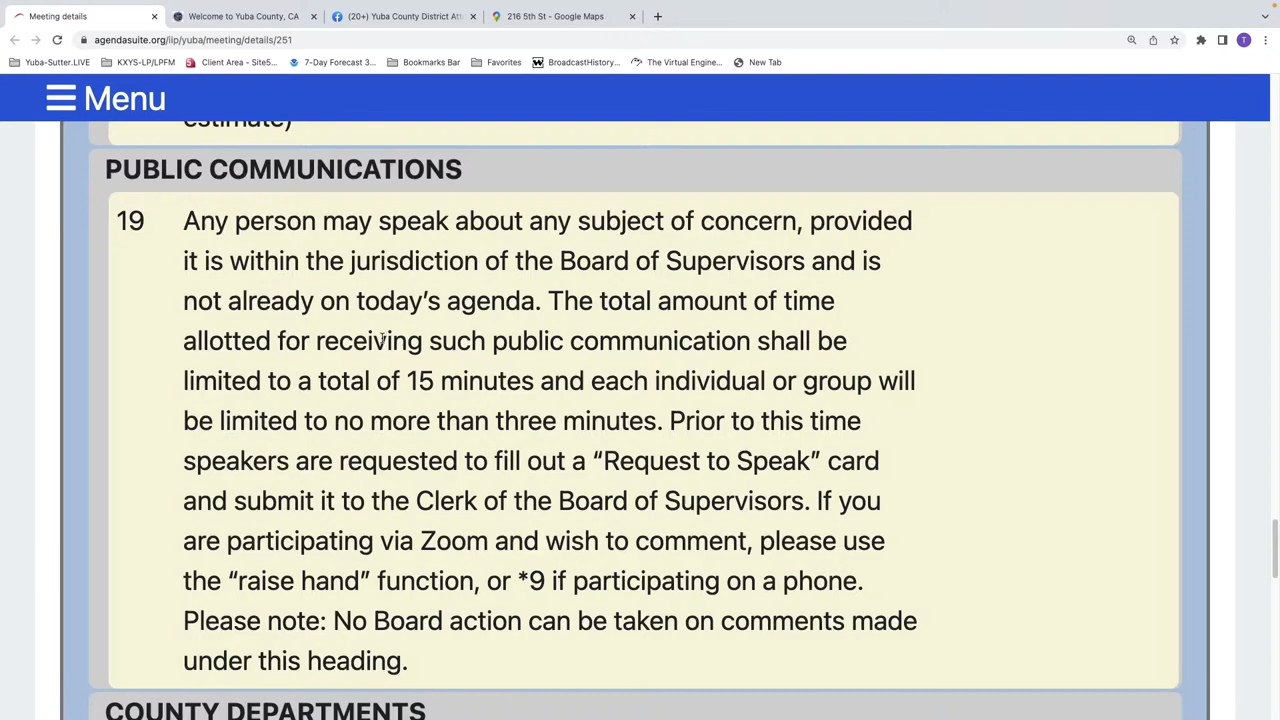 Meeting details
Welcome to Yuba County, CA
(20+) Yuba County District Att
216 5th St - Google Maps
agendasuite.org/iip/yuba/meeting/details/251
T
Yuba-Sutter.LIVE
KXYS-LP/LPFM
Client Area - Site5...
7-Day Forecast 3...
Bookmarks Bar
Favorites
BroadcastHistory...
The Virtual Engine...
New Tab
Menu
estimate)
PUBLIC COMMUNICATIONS
19 Any person may speak about any subject of concern, provided
it is within the jurisdiction of the Board of Supervisors and is
not already on today’s agenda. The total amount of time
allotted for receiving such public communication shall be
limited to a total of 15 minutes and each individual or group will
be limited to no more than three minutes. Prior to this time
speakers are requested to fill out a “Request to Speak” card
and submit it to the Clerk of the Board of Supervisors. If you
are participating via Zoom and wish to comment, please use
the “raise hand” function, or *9 if participating on a phone.
Please note: No Board action can be taken on comments made
under this heading.
COUNTY DEPARTMENTS